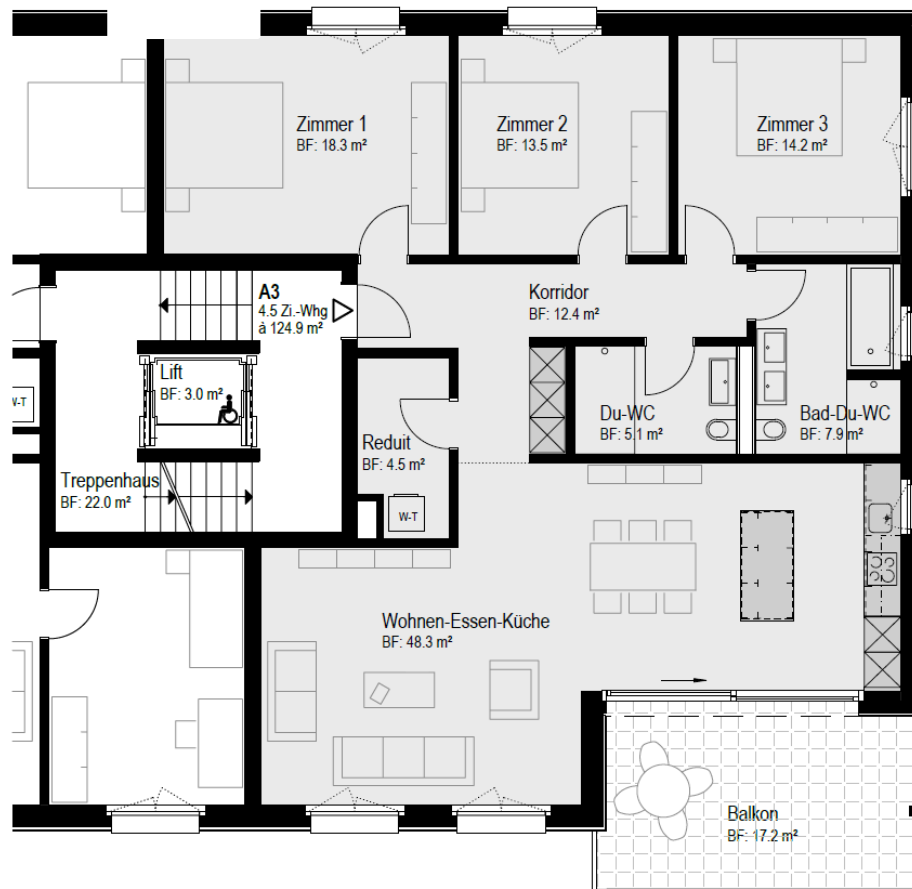 Zimmer 1
BF: 18.3 m²
Zimmer 2
BF: 13.5 m²
Zimmer 3
BF: 14.2 m²
A3
4.5 Zi.-Whg
à 124.9 m²
Korridor
BF: 12.4 m²
Lift
BF: 3.0 m²
W-T
Du-WC
BF: 5.1 m²
Bad-Du-WC
BF: 7.9 m²
Reduit
BF: 4.5 m²
Treppenhaus
BF: 22.0 m²
W-T
Wohnen-Essen-Küche
BF: 48.3 m²
Balkon
BF: 17.2 m²